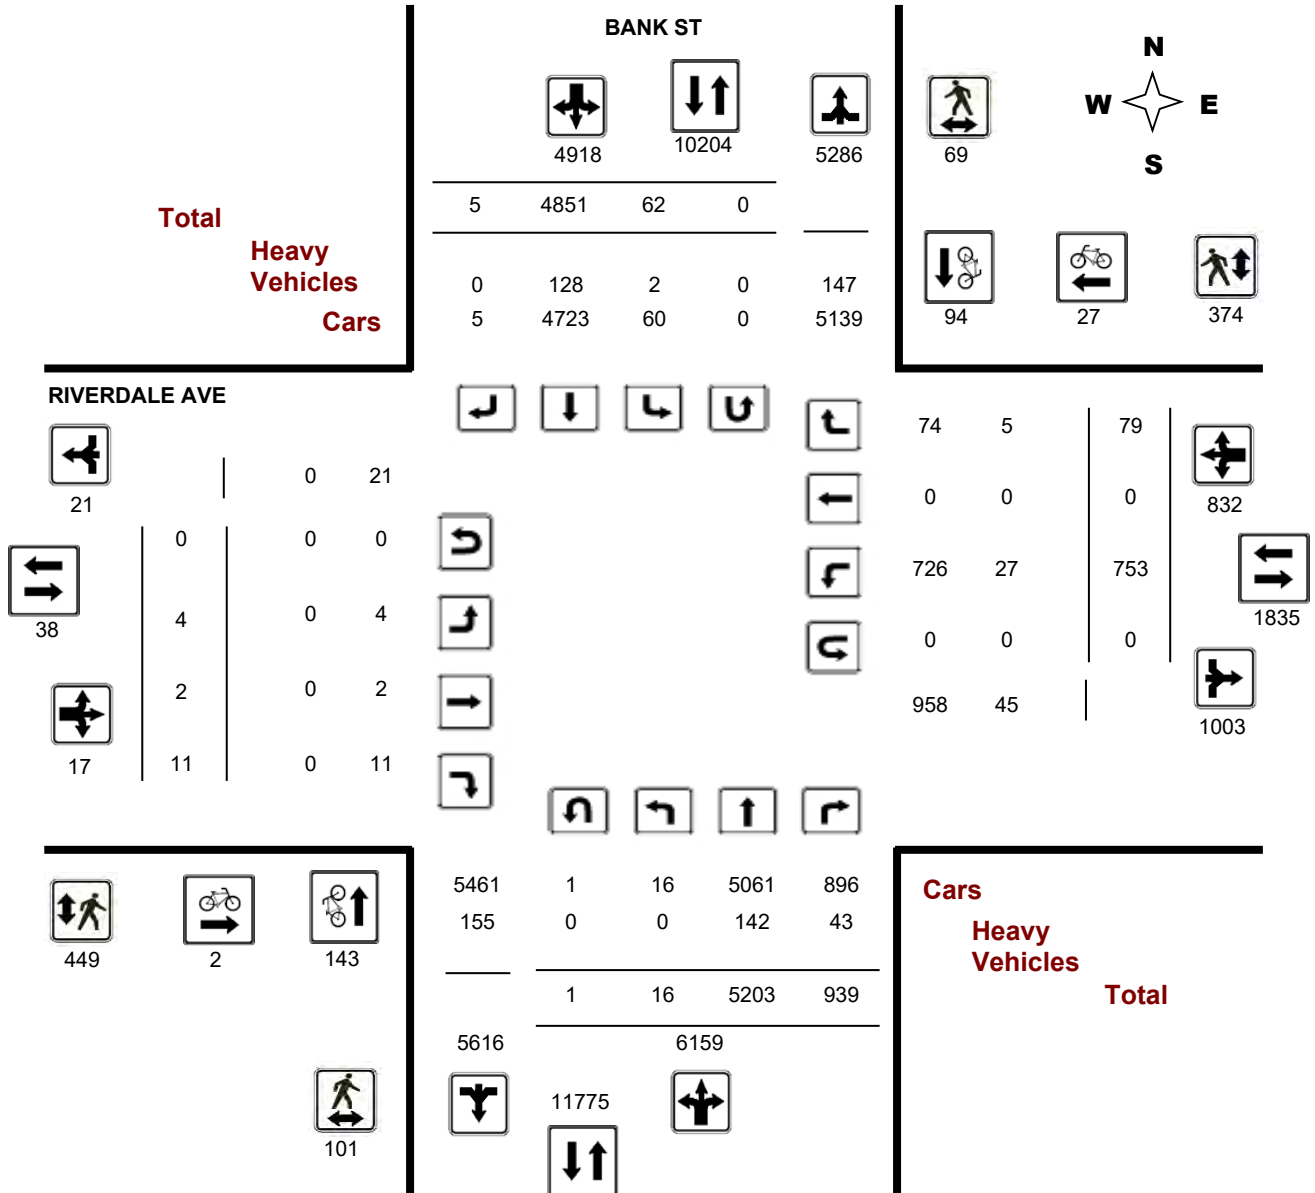 BANK ST
N
W E
S
4918 10204 5286 69
5 4851 62 0
Total
Heavy
Vehicles
0 128 2 0 147
Cars
5 4723 60 0 5139
94 27 374
RIVERDALE AVE
21
0 21
38
0 0 0
4 0 4
2 0 2
17
11 0 11
74 5 79
0 0 0
832
726 27 753
1835
0 0 0
958 45
1003
449 2 143
5461 1 16 5061 896
155 0 0 142 43
1 16 5203 939
5616 6159
11775
101
Cars
Heavy
Vehicles
Total